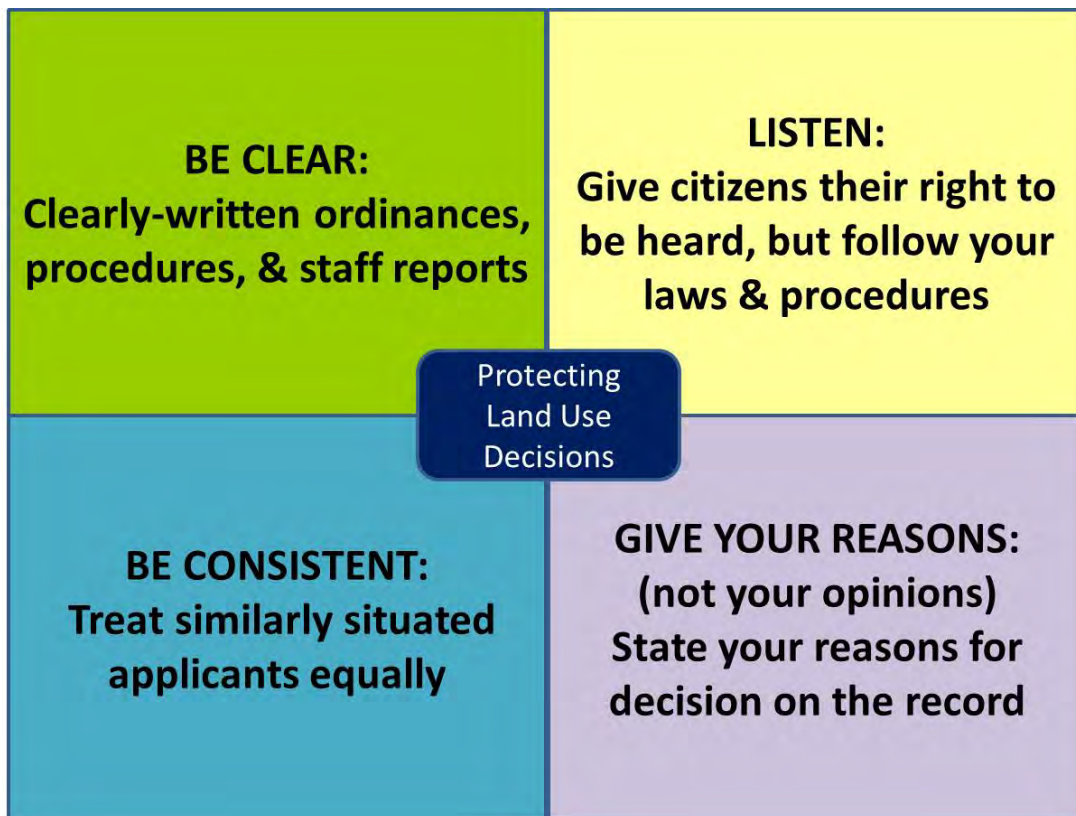 BE CLEAR:
Clearly-written ordinances,
procedures, & staff reports
LISTEN:
Give citizens their right to
be heard, but follow your
laws & procedures
Protecting
Land Use
Decisions
BE CONSISTENT:
Treat similarly situated
applicants equally
GIVE YOUR REASONS:
(not your opinions)
State your reasons for
decision on the record